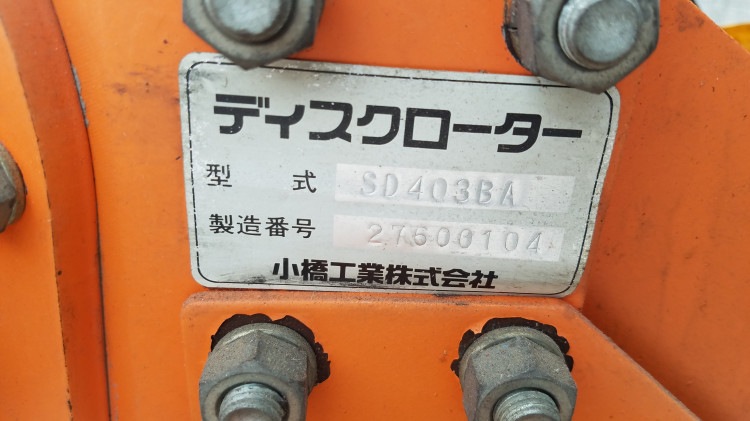 ディスクローター
型 式 SD403BA
製造番号 27600104
小橋工業株式会社